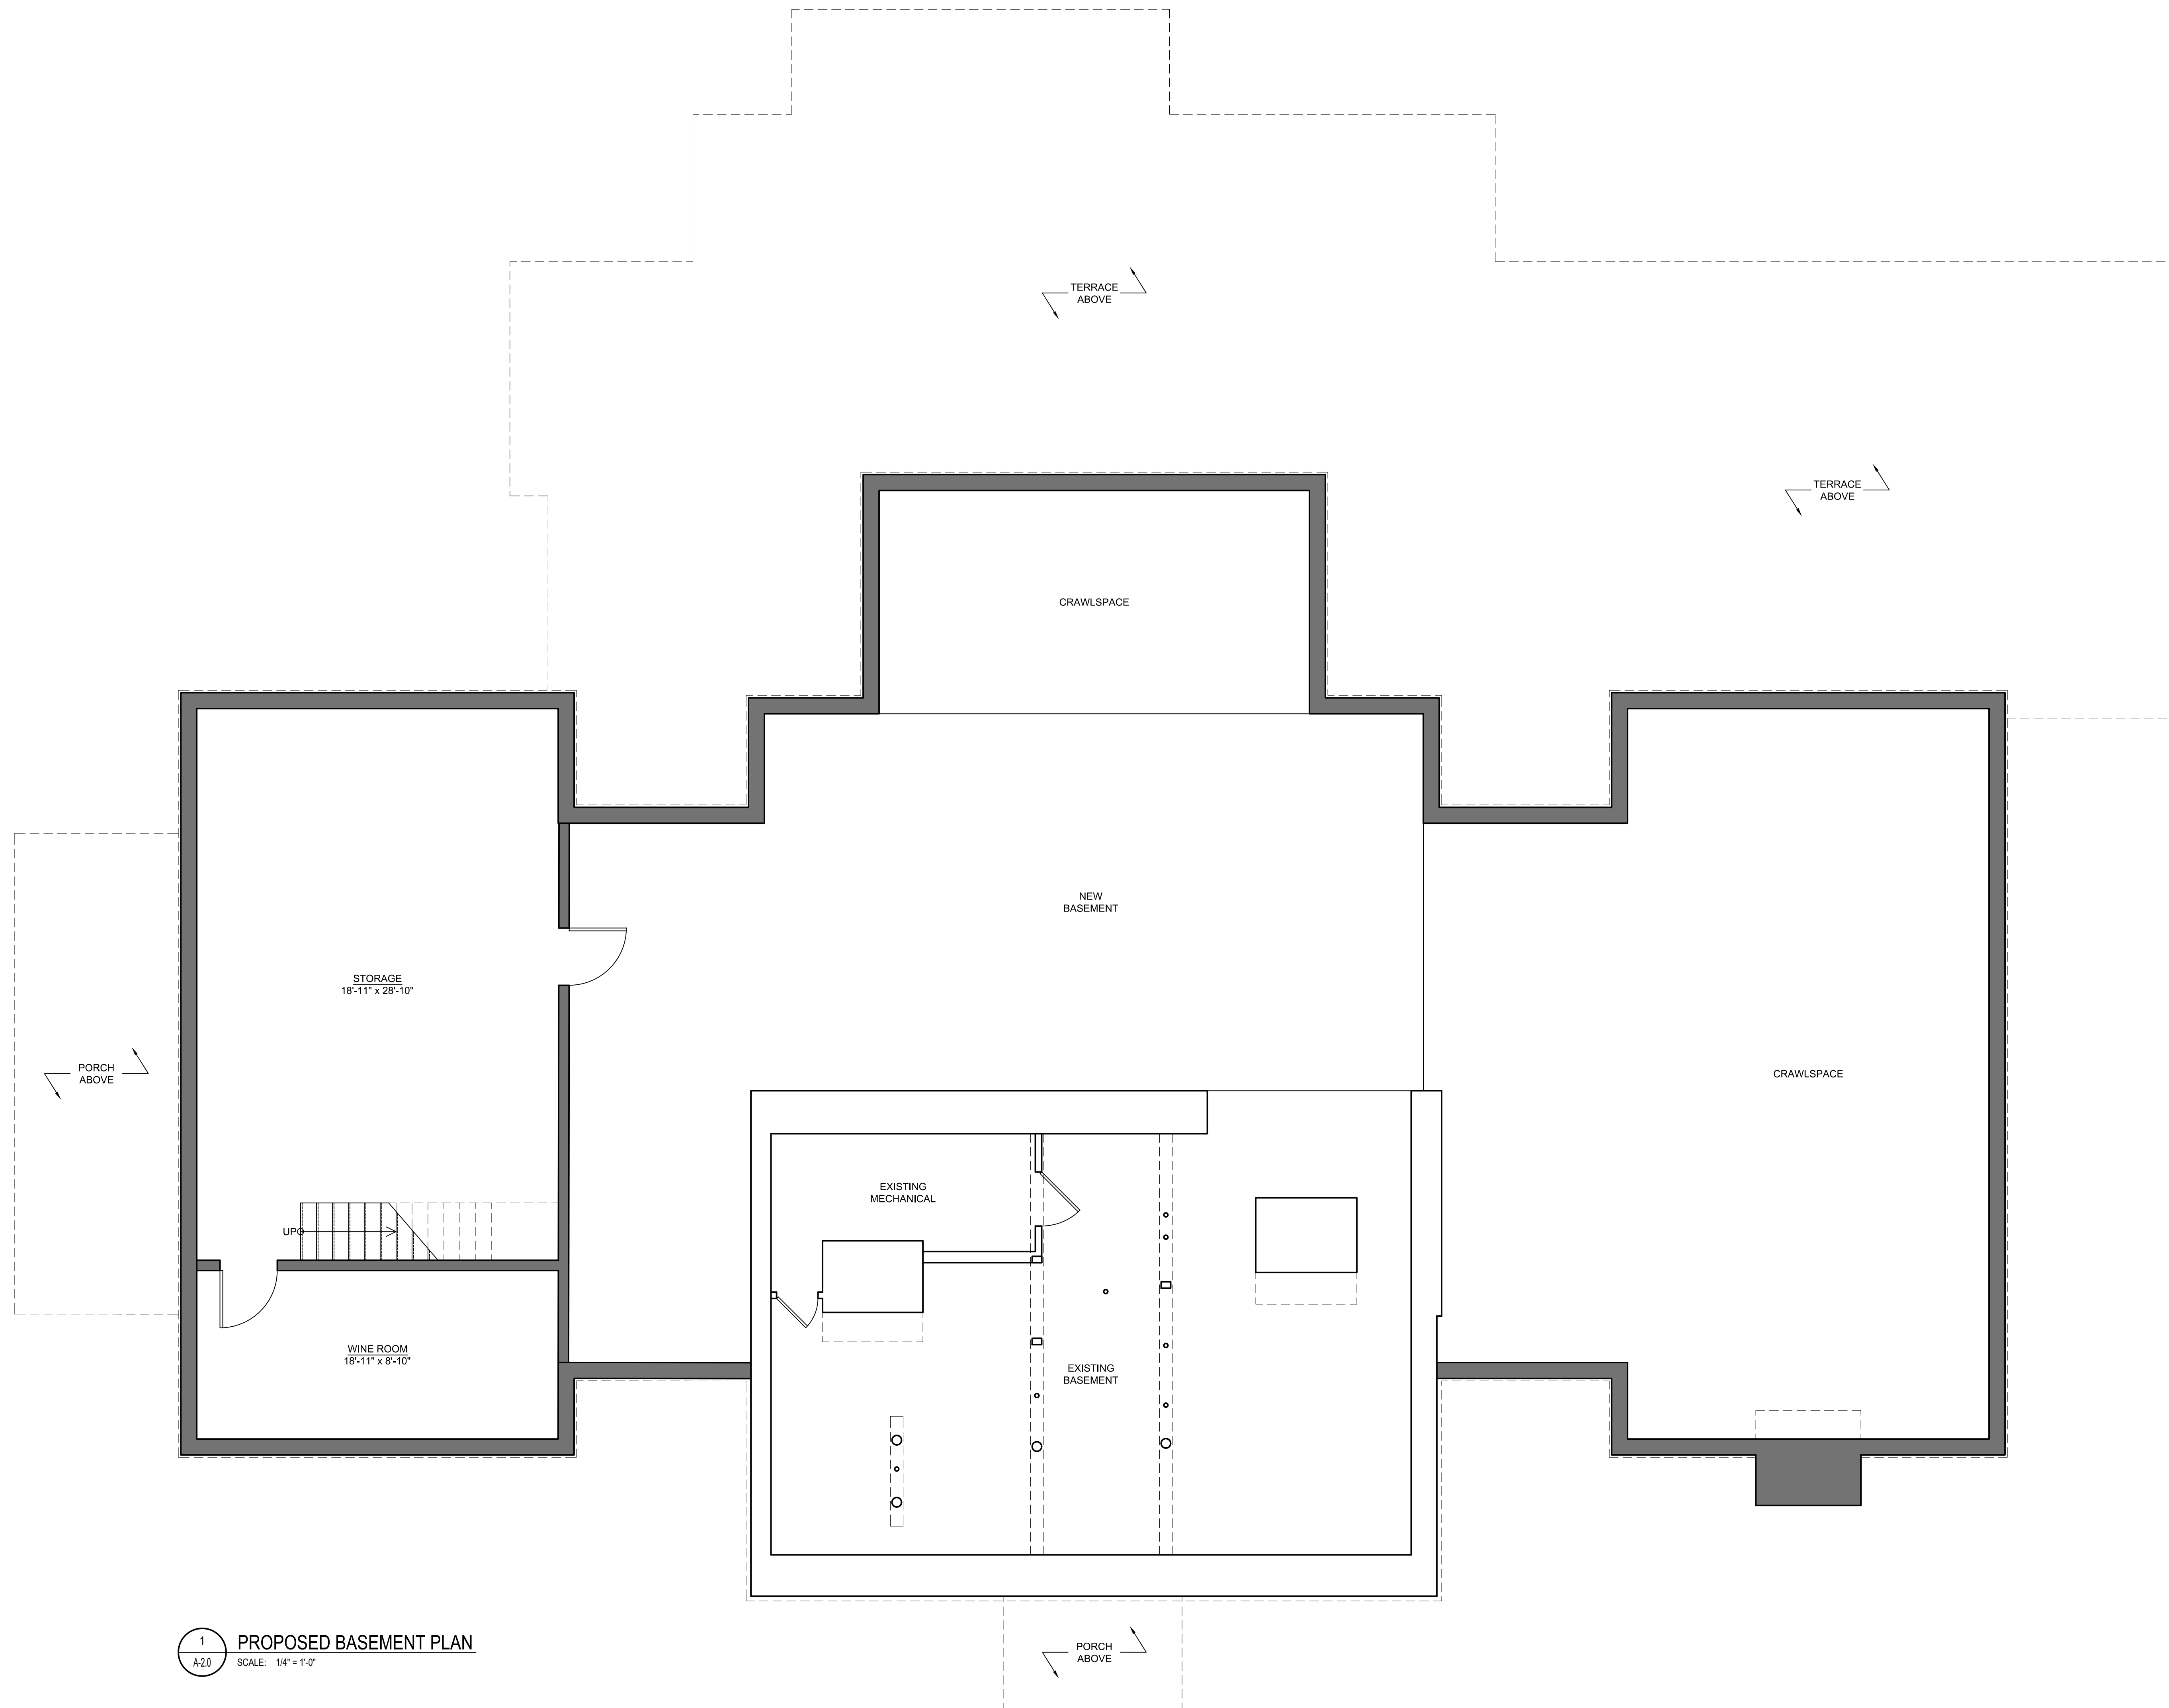 TERRACE
ABOVE
TERRACE
ABOVE
CRAWLSPACE
NEW
BASEMENT
STORAGE
18'-11" x 28'-10"
PORCH
ABOVE
CRAWLSPACE
EXISTING
MECHANICAL
UPO
WINE ROOM
18'-11" x 8'-10"
EXISTING
BASEMENT
1
A-2.0
PROPOSED BASEMENT PLAN
SCALE: 1/4" = 1'-0"
PORCH
ABOVE